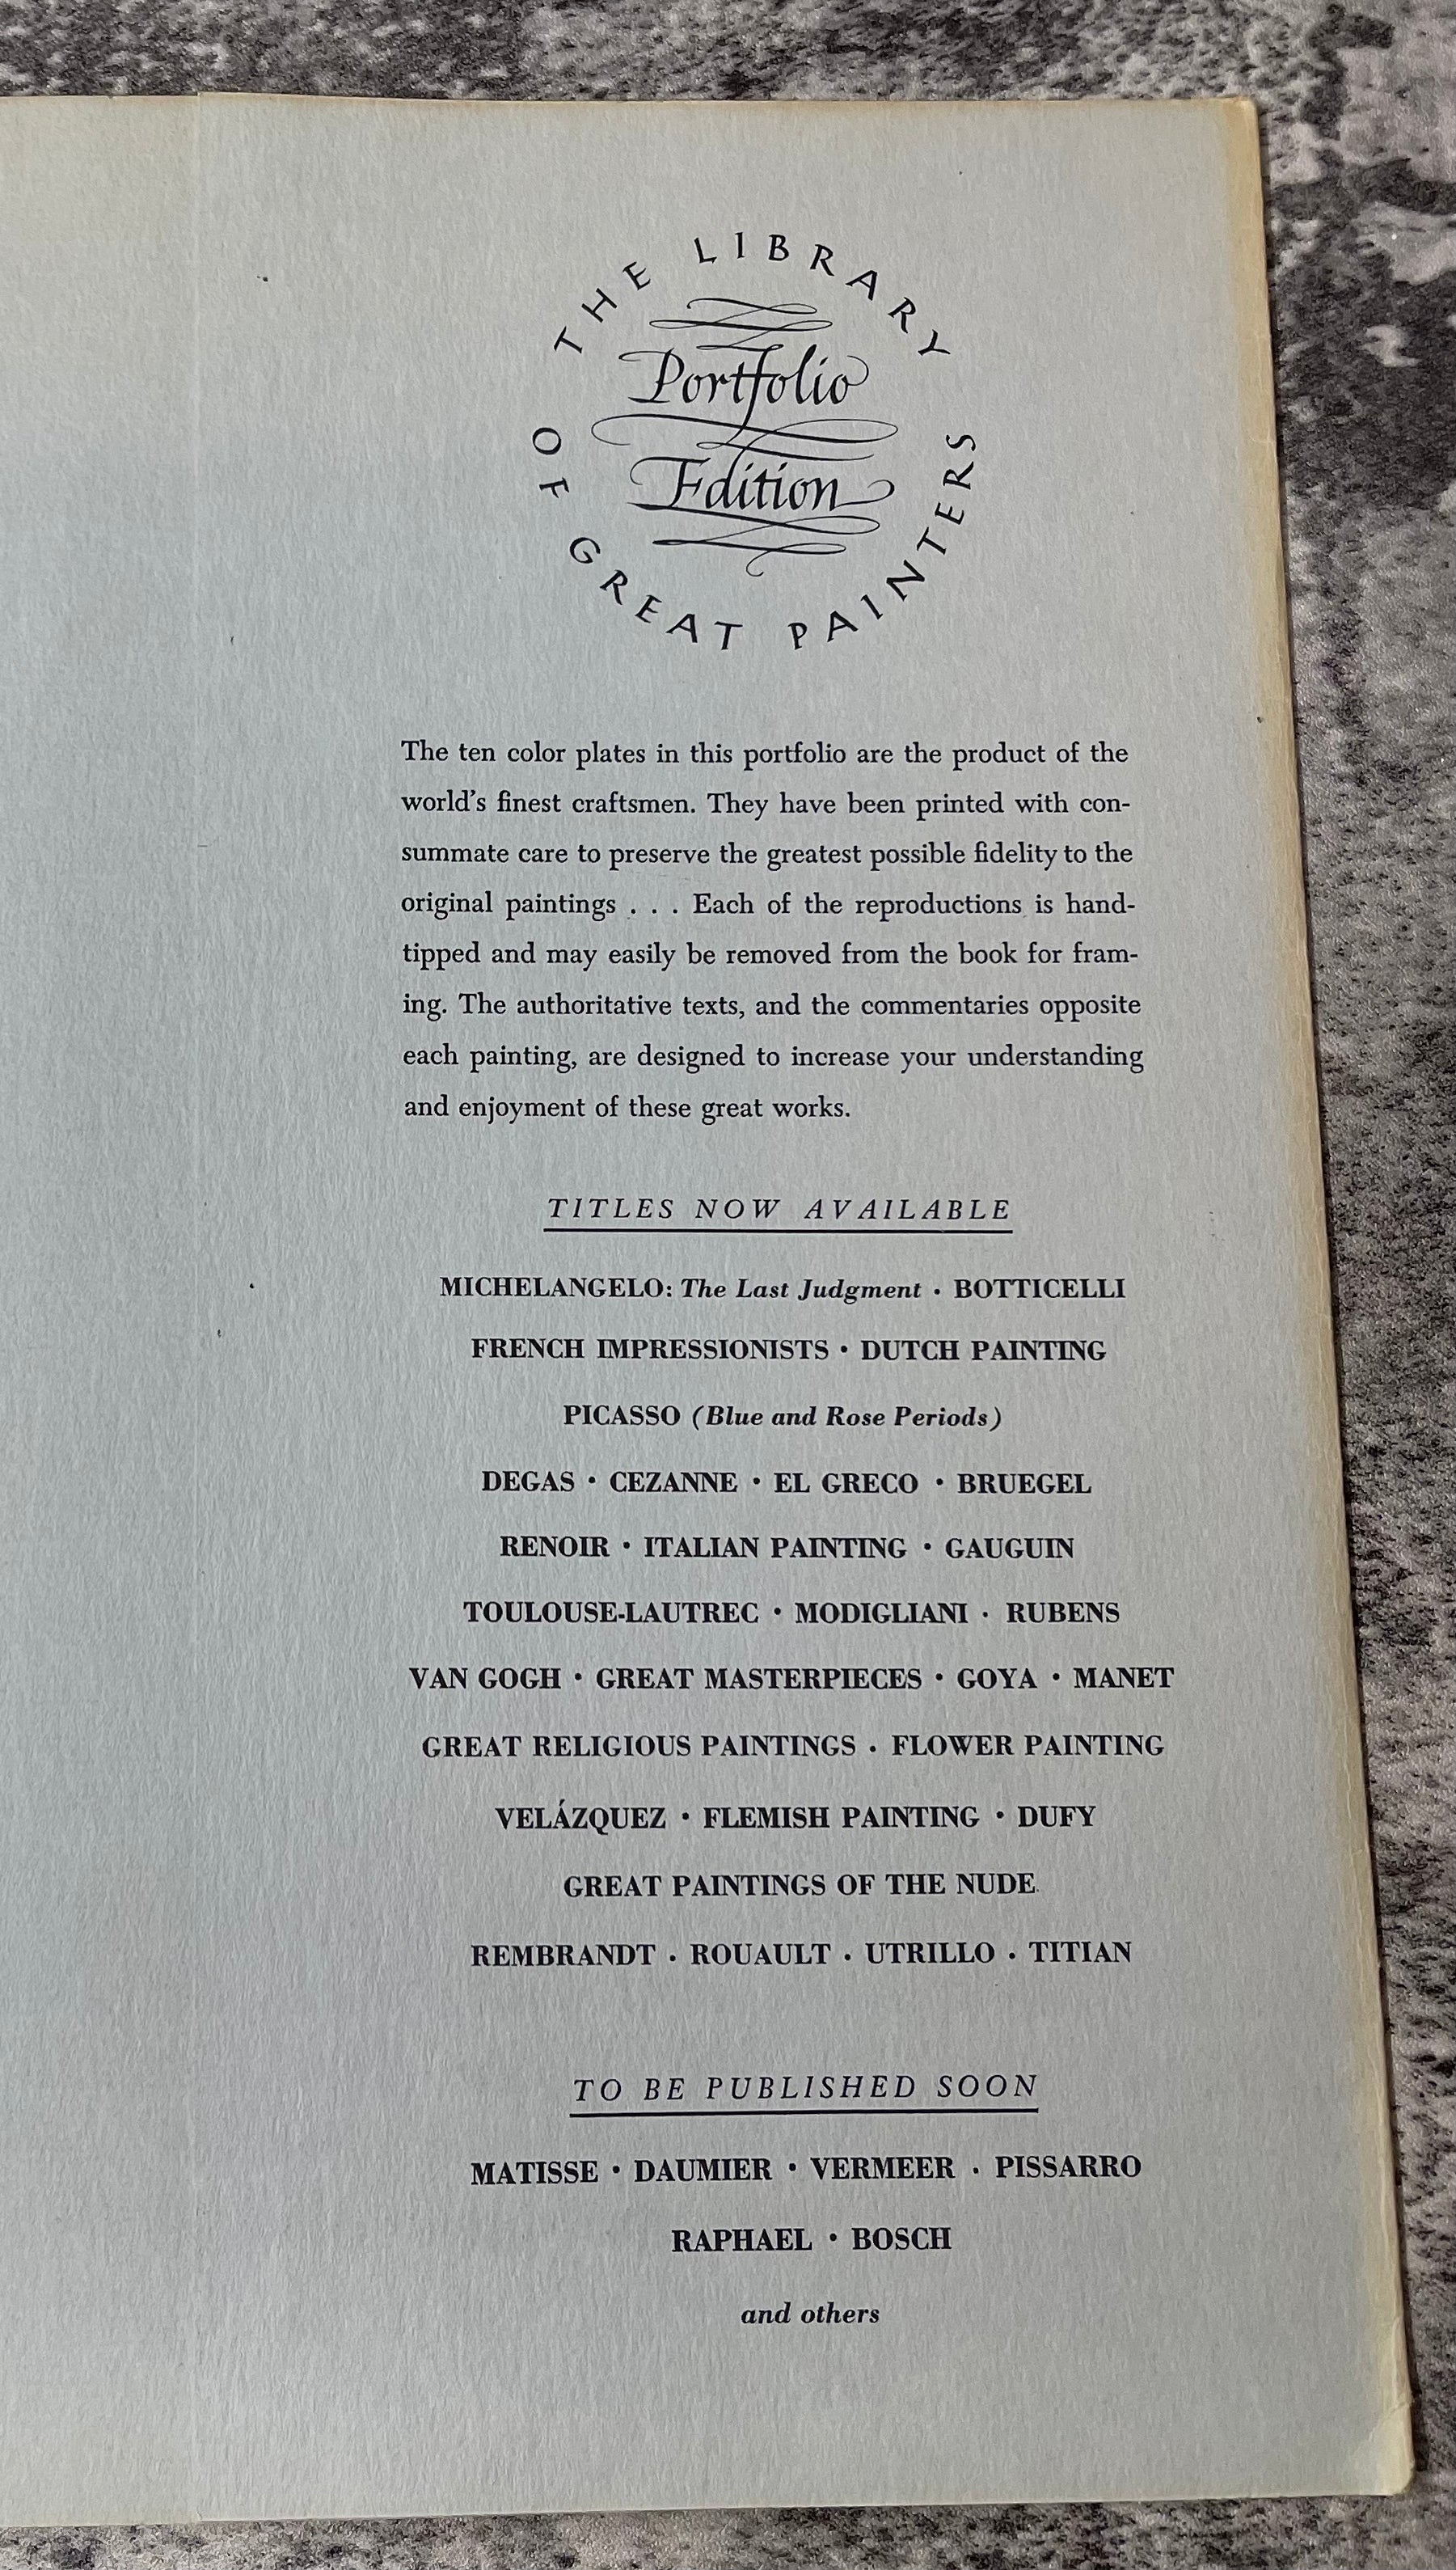 THE LIBRARY
OF GREAT PAINTERS
Portfolio
Edition
The ten color plates in this portfolio are the product of the
world's finest craftsmen. They have been printed with con-
summate care to preserve the greatest possible fidelity to the
original paintings . . . Each of the reproductions is hand-
tipped and may easily be removed from the book for fram-
ing. The authoritative texts, and the commentaries opposite
each painting, are designed to increase your understanding
and enjoyment of these great works.
TITLES NOW AVAILABLE
MICHELANGELO: The Last Judgment · BOTTICELLI
FRENCH IMPRESSIONISTS · DUTCH PAINTING
PICASSO (Blue and Rose Periods)
DEGAS · CEZANNE · EL GRECO · BRUEGEL
RENOIR · ITALIAN PAINTING · GAUGUIN
TOULOUSE-LAUTREC · MODIGLIANI · RUBENS
VAN GOGH · GREAT MASTERPIECES · GOYA · MANET
GREAT RELIGIOUS PAINTINGS · FLOWER PAINTING
VELÁZQUEZ · FLEMISH PAINTING · DUFY
GREAT PAINTINGS OF THE NUDE
REMBRANDT · ROUAULT · UTRILLO · TITIAN
TO BE PUBLISHED SOON
MATISSE · DAUMIER · VERMEER · PISSARRO
RAPHAEL · BOSCH
and others